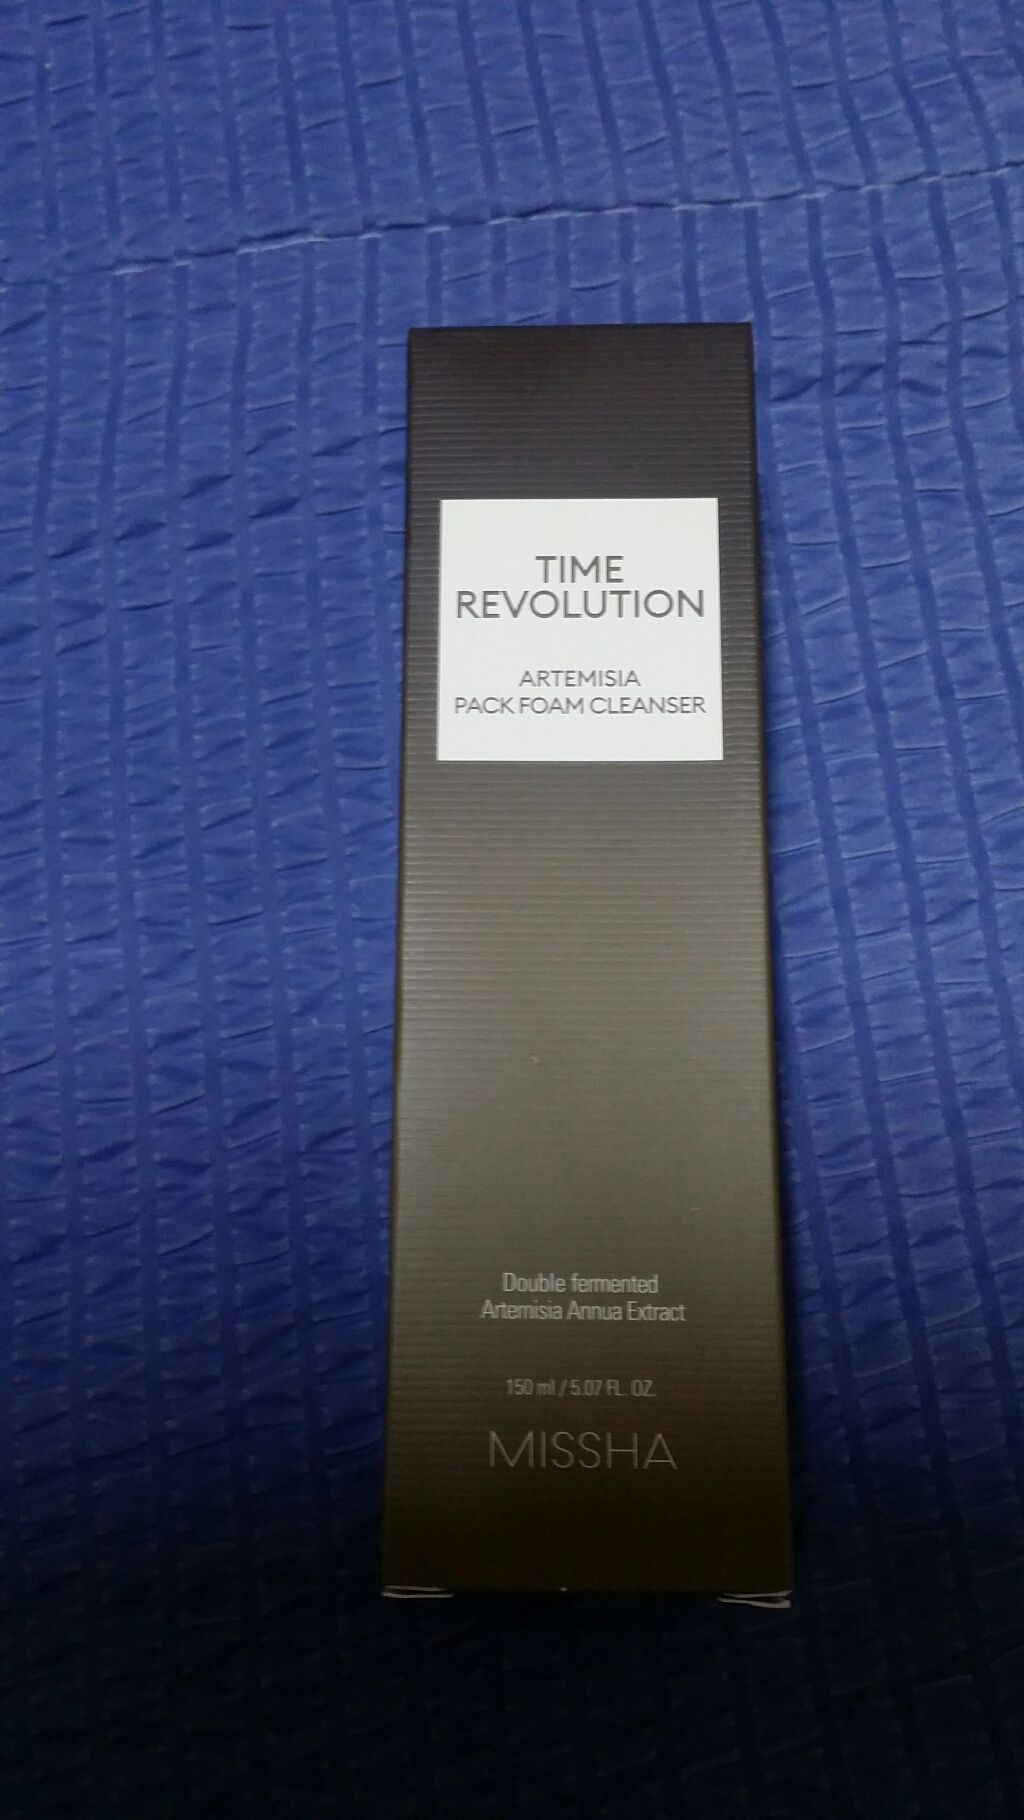 TIME
REVOLUTION
ARTEMISIA
PACK FOAM CLEANSER
Double fermented
Artemisia Annua Extract
150 ml / 5.07 FL. OZ.
MISSHA